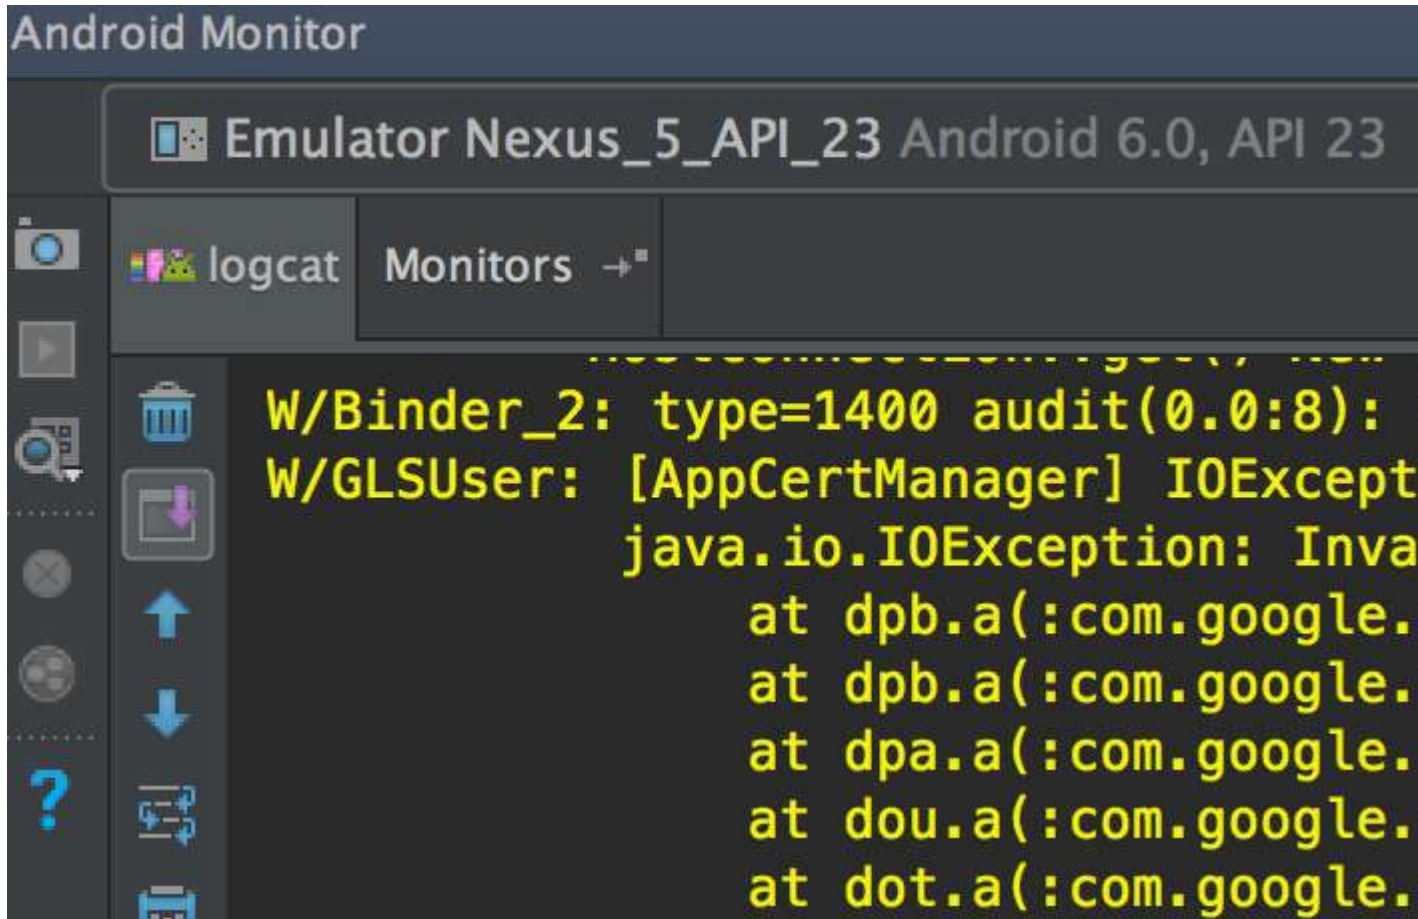 Android Monitor
Emulator Nexus_5_API_23 Android 6.0, API 23
logcat Monitors
W/Binder_2: type=1400 audit(0.0:8):
W/GLSUser: [AppCertManager] IOExcept
java.io.IOException: Inva
at dpb.a(:com.google.
at dpb.a(:com.google.
at dpa.a(:com.google.
at dou.a(:com.google.
at dot.a(:com.google.